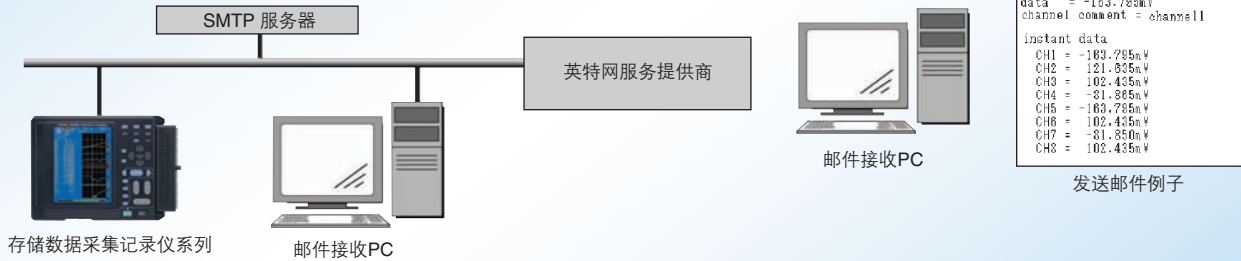 SMTP 服务器
英特网服务提供商
存储数据采集记录仪系列
邮件接收PC
邮件接收PC
data = -163.795mV
channel comment = channel1
instant data
CH1 = -163.795mV
CH2 = 121.635mV
CH3 = 102.435mV
CH4 = -31.865mV
CH5 = -163.795mV
CH6 = 102.435mV
CH7 = -31.850mV
CH8 = 102.435mV
发送邮件例子